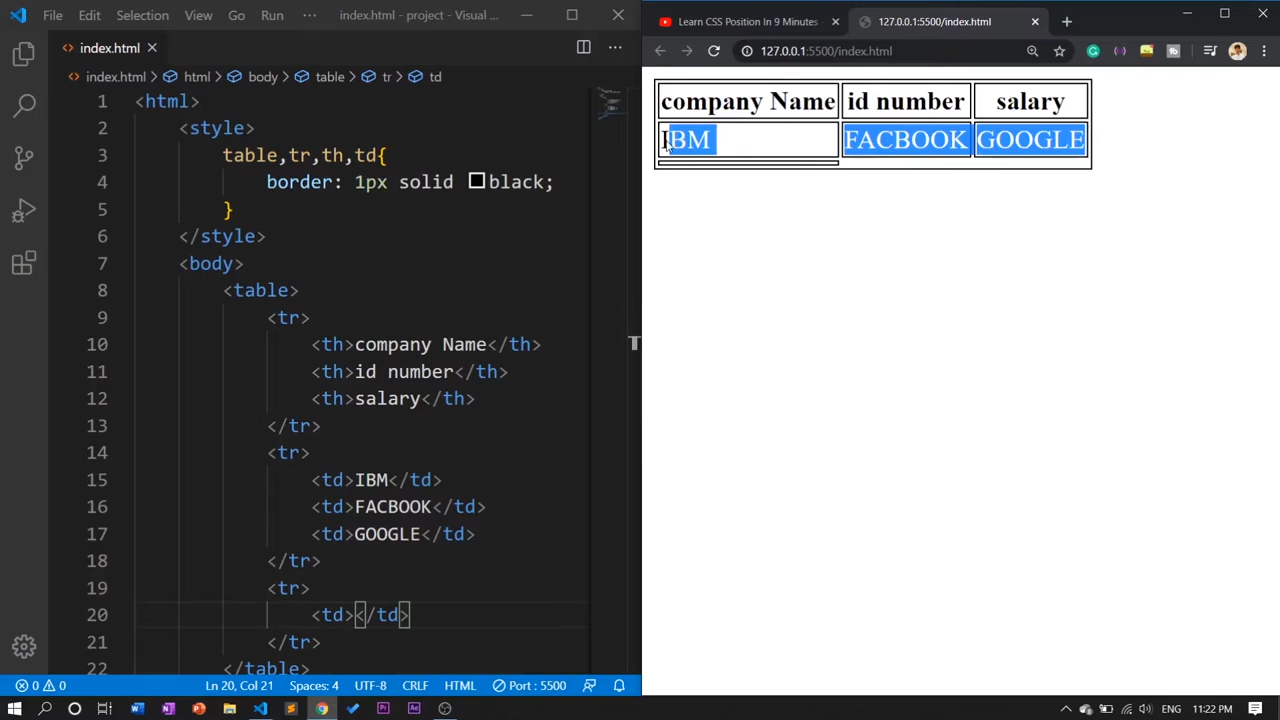 File Edit Selection View Go Run ··· index.html - project - Visual ...
index.html
index.html > html > body > table > tr > td
1 <html>
2 <style>
3 table,tr,th,td{
4 border: 1px solid black;
5 }
6 </style>
7 <body>
8 <table>
9 <tr>
10 <th>company Name</th>
11 <th>id number</th>
12 <th>salary</th>
13 </tr>
14 <tr>
15 <td>IBM</td>
16 <td>FACBOOK</td>
17 <td>GOOGLE</td>
18 </tr>
19 <tr>
20 <td></td>
21 </tr>
22 </table>
0 0 Ln 20, Col 21 Spaces: 4 UTF-8 CRLF HTML Port : 5500
Learn CSS Position In 9 Minutes 127.0.0.1:5500/index.html
127.0.0.1:5500/index.html
company Name id number salary
IBM FACBOOK GOOGLE
ENG 11:22 PM